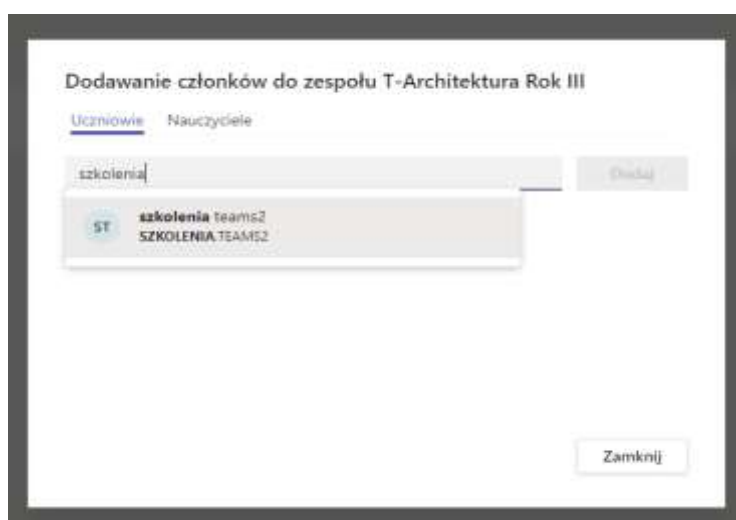 Dodawanie członków do zespołu T-Architektura Rok III
Uczniowie Nauczyciele
szkolenia
Dodaj
ST
szkolenia teams2
SZKOLENIA.TEAMS2
Zamknij